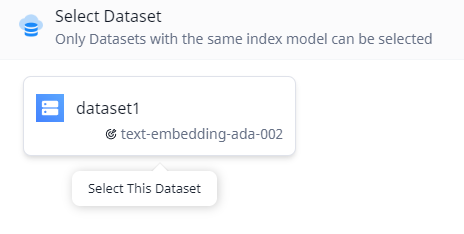 Select Dataset
Only Datasets with the same index model can be selected
dataset1
text-embedding-ada-002
Select This Dataset